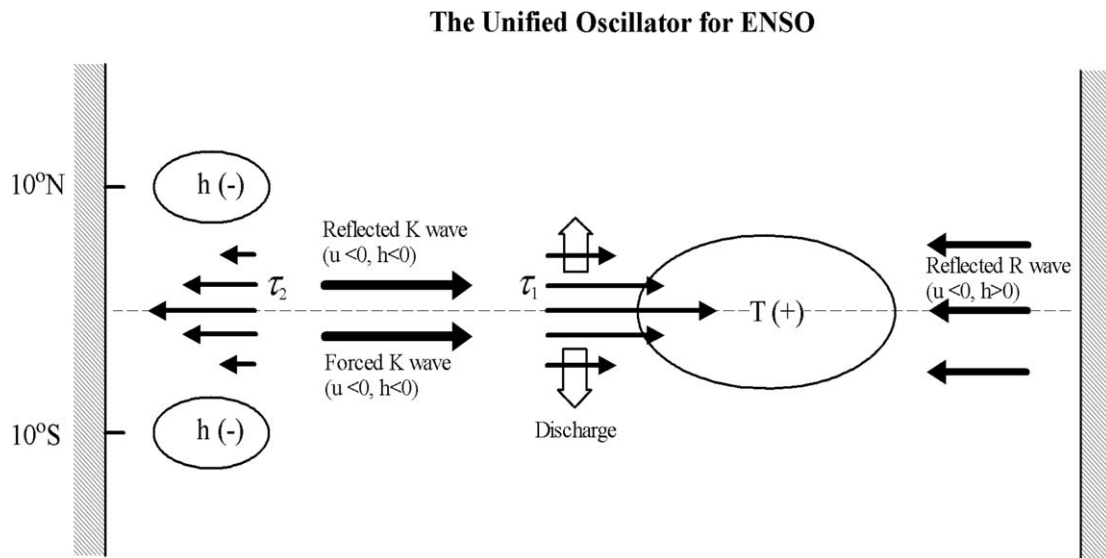 The Unified Oscillator for ENSO
10°N
h (-)
Reflected K wave
(u <0, h<0)
τ₂
τ₁
Reflected R wave
(u <0, h>0)
T (+)
Forced K wave
(u <0, h<0)
10°S
h (-)
Discharge